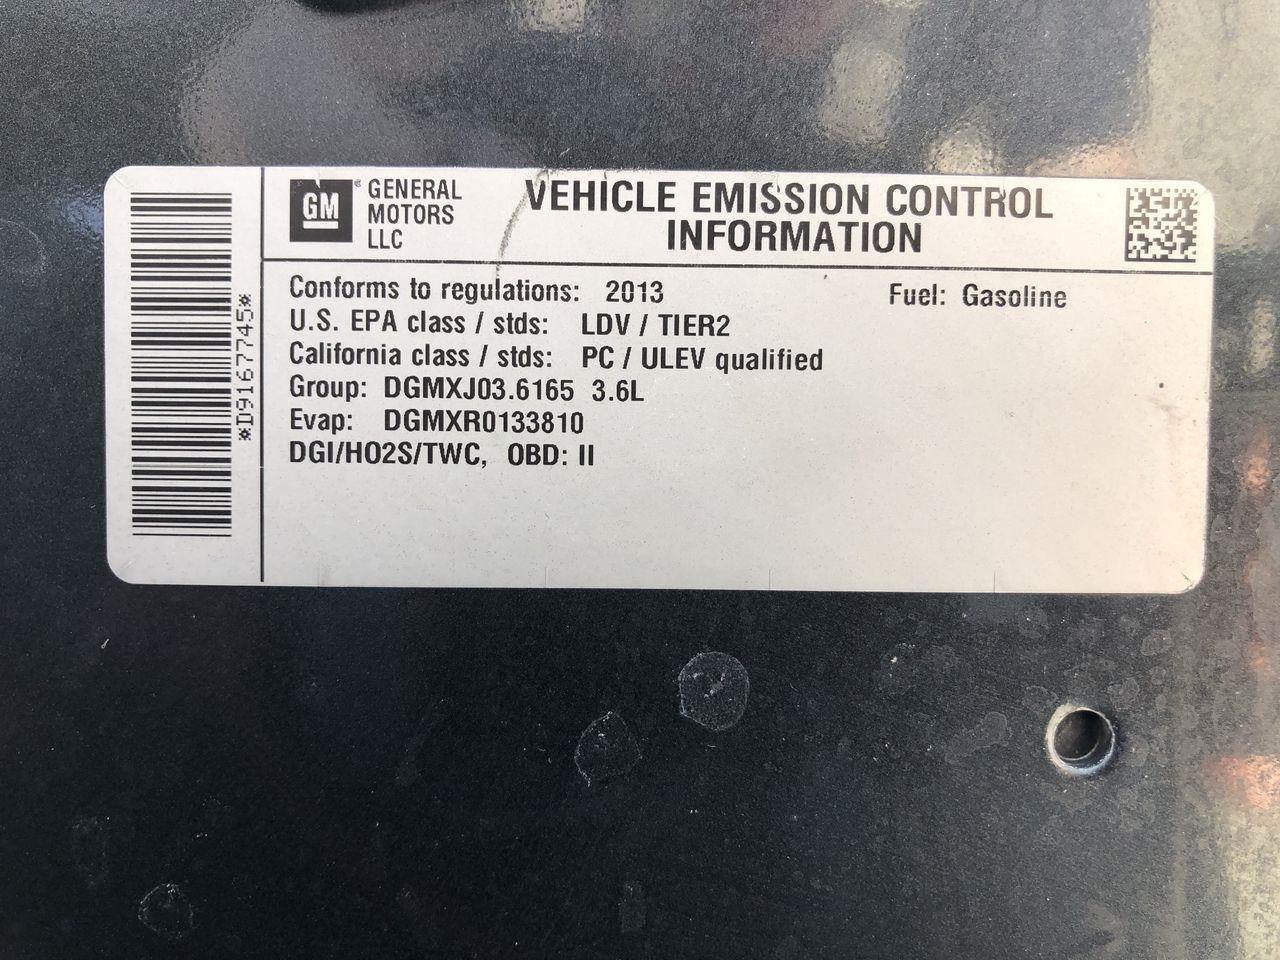 GM
GENERAL
MOTORS
LLC
VEHICLE EMISSION CONTROL
INFORMATION
Conforms to regulations: 2013
Fuel: Gasoline
U.S. EPA class / stds: LDV / TIER2
California class / stds: PC / ULEV qualified
Group: DGMXJ03.6165 3.6L
Evap: DGMXR0133810
DGI/HO2S/TWC, OBD: II
*D9167745*